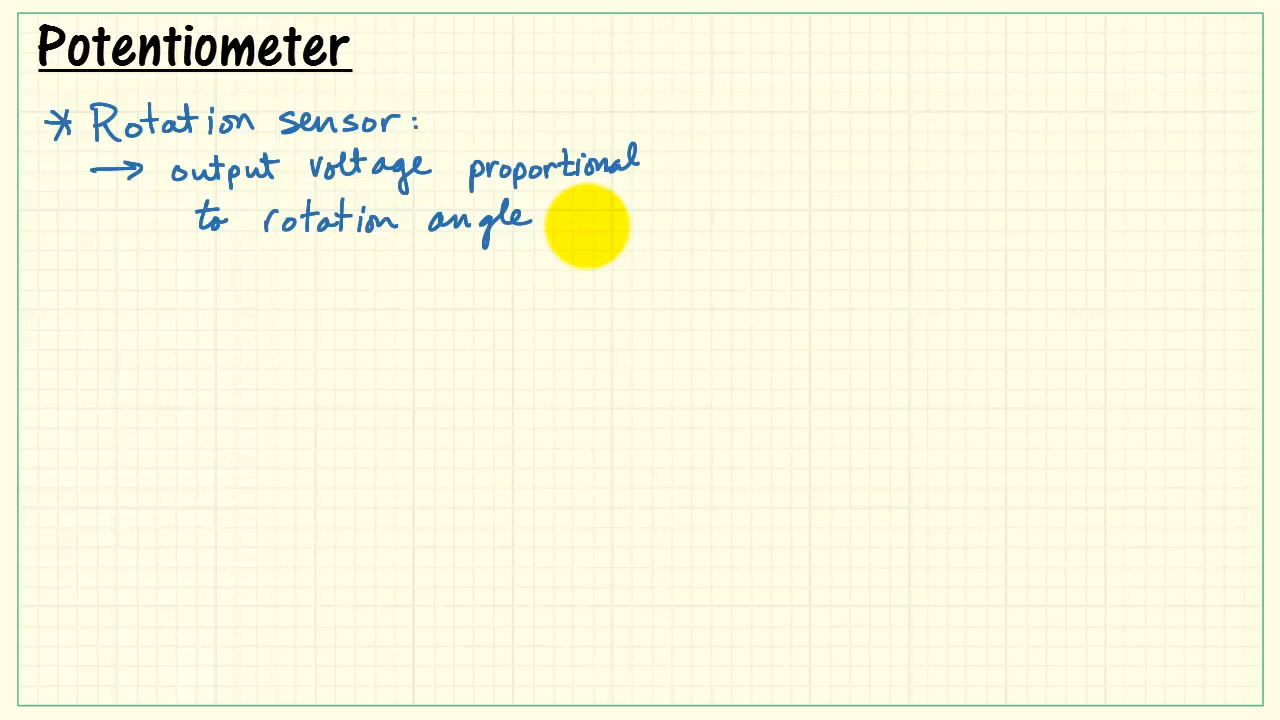 Potentiometer
* Rotation sensor:
→ output voltage proportional
to rotation angle